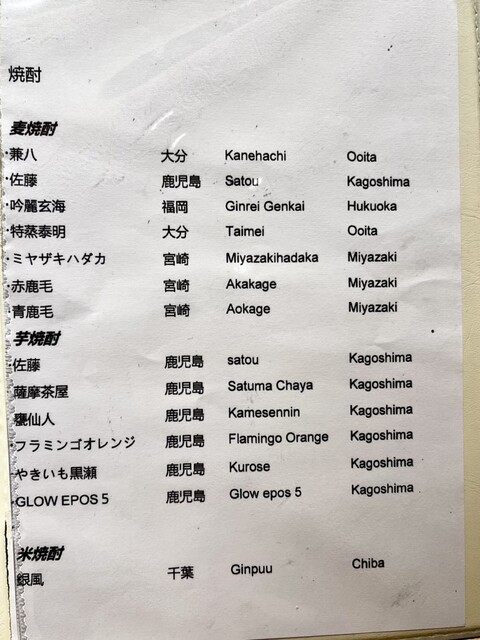 焼酎
麦焼酎
・兼八 大分 Kanehachi Ooita
・佐藤 鹿児島 Satou Kagoshima
・吟麗玄海 福岡 Ginrei Genkai Hukuoka
・特蒸泰明 大分 Taimei Ooita
・ミヤザキハダカ 宮崎 Miyazakihadaka Miyazaki
・赤鹿毛 宮崎 Akakage Miyazaki
・青鹿毛 宮崎 Aokage Miyazaki
芋焼酎
・佐藤 鹿児島 satou Kagoshima
・薩摩茶屋 鹿児島 Satuma Chaya Kagoshima
・甕仙人 鹿児島 Kamesennin Kagoshima
・フラミンゴオレンジ 鹿児島 Flamingo Orange Kagoshima
・やきいも黒瀬 鹿児島 Kurose Kagoshima
・GLOW EPOS 5 鹿児島 Glow epos 5 Kagoshima
米焼酎
銀風 千葉 Ginpuu Chiba